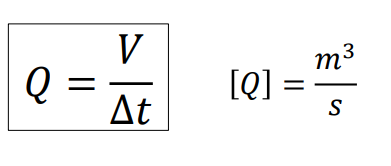 Q = V / Δt
[Q] = m³ / s